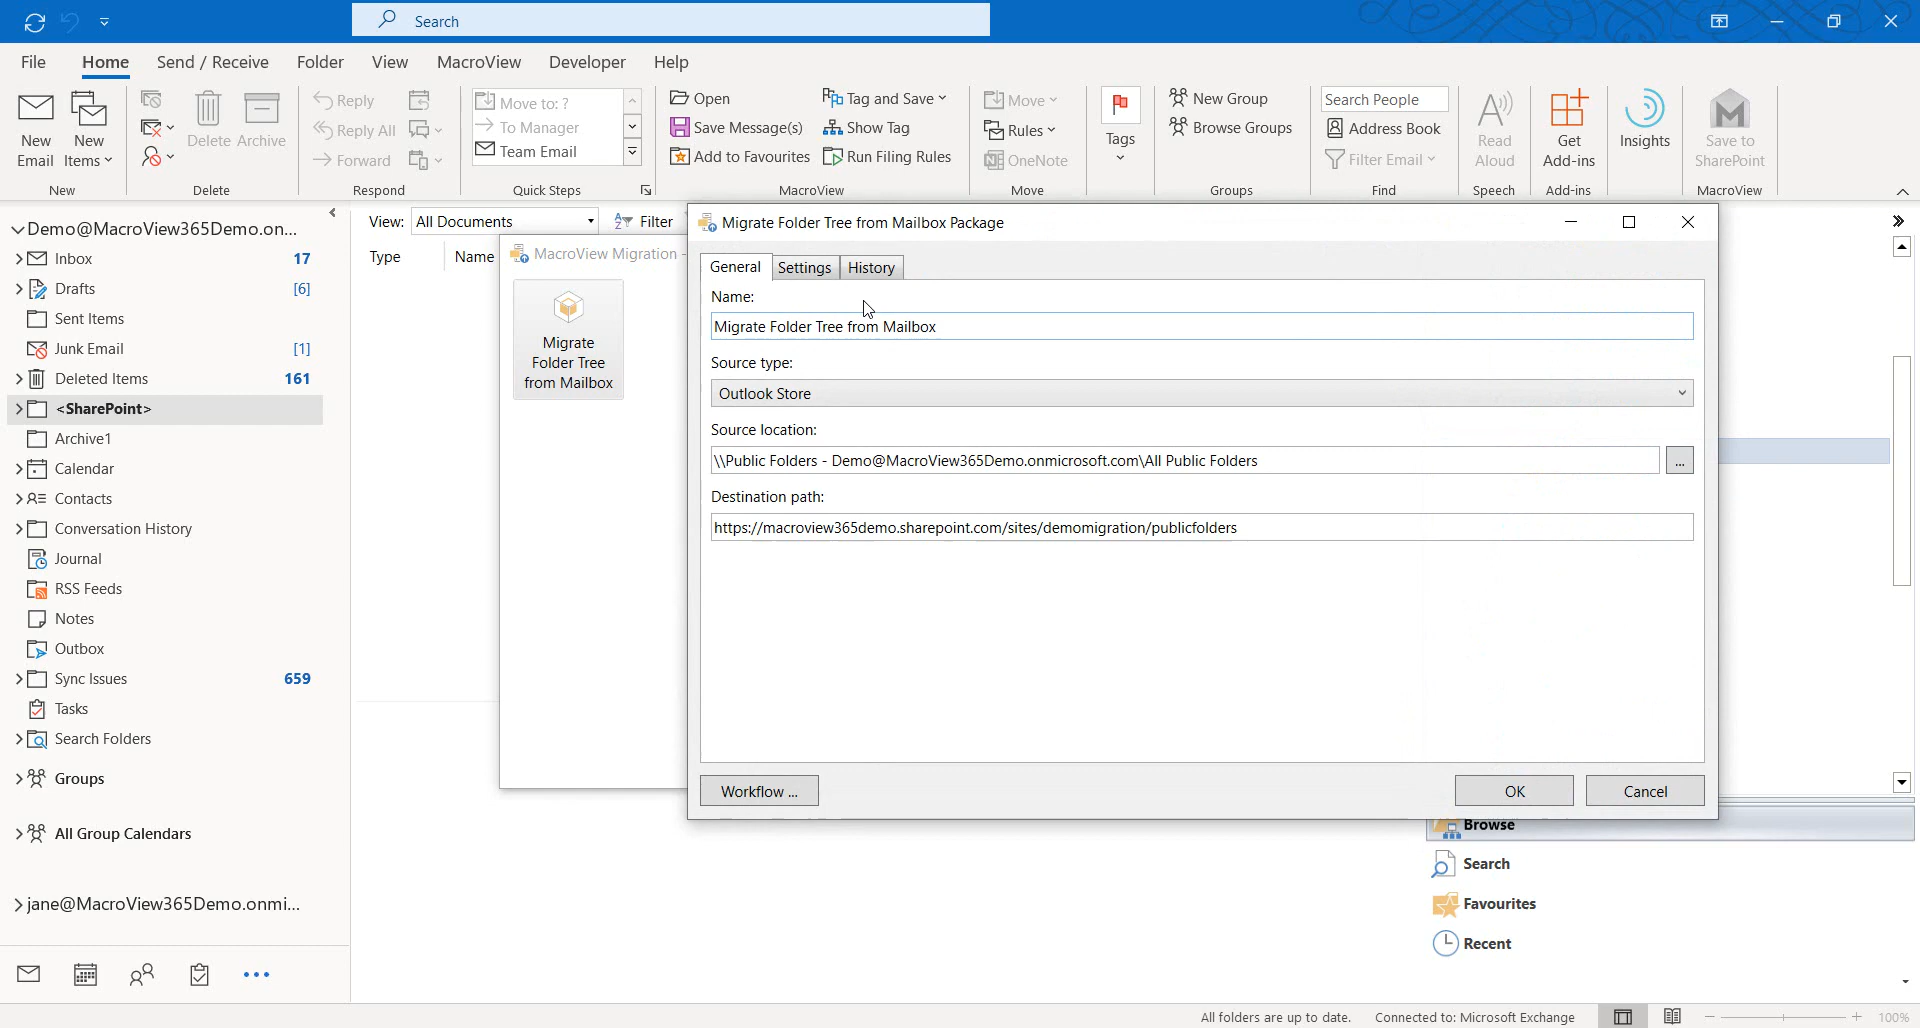 Search
File Home Send / Receive Folder View MacroView Developer Help
New Email
New Items
New
Delete
Archive
Delete
Reply
Reply All
Forward
Respond
Move to: ?
To Manager
Team Email
Quick Steps
Open
Save Message(s)
Add to Favourites
Tag and Save
Show Tag
Run Filing Rules
MacroView
Move
Rules
OneNote
Move
Tags
New Group
Browse Groups
Groups
Search People
Address Book
Filter Email
Find
Read Aloud
Speech
Get Add-ins
Add-ins
Insights
Save to SharePoint
MacroView
Demo@MacroView365Demo.on...
Inbox 17
Drafts [6]
Sent Items
Junk Email [1]
Deleted Items 161
<SharePoint>
Archive1
Calendar
Contacts
Conversation History
Journal
RSS Feeds
Notes
Outbox
Sync Issues 659
Tasks
Search Folders
Groups
All Group Calendars
jane@MacroView365Demo.onmi...
View: All Documents Filter
Type Name
MacroView Migration -
Migrate
Folder Tree
from Mailbox
Migrate Folder Tree from Mailbox Package
General Settings History
Name:
Migrate Folder Tree from Mailbox
Source type:
Outlook Store
Source location:
\\Public Folders - Demo@MacroView365Demo.onmicrosoft.com\All Public Folders ...
Destination path:
https://macroview365demo.sharepoint.com/sites/demomigration/publicfolders
Workflow ... OK Cancel
Browse
Search
Favourites
Recent
All folders are up to date. Connected to: Microsoft Exchange 100%